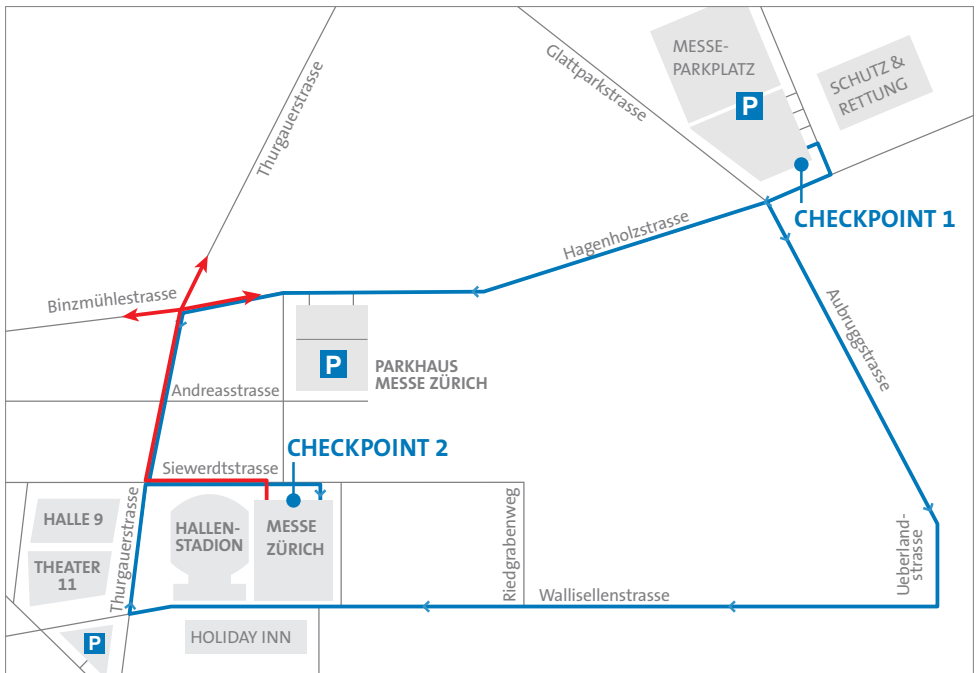 MESSE-
PARKPLATZ
P
SCHUTZ &
RETTUNG
Glattparkstrasse
Thurgauerstrasse
CHECKPOINT 1
Hagenholzstrasse
Binzmühlestrasse
Aubruggstrasse
P
PARKHAUS
MESSE ZÜRICH
Andreasstrasse
CHECKPOINT 2
Siewerdtstrasse
HALLE 9
THEATER
11
Thurgauerstrasse
HALLEN-
STADION
MESSE
ZÜRICH
Riedgrabenweg
Ueberland-
strasse
Wallisellenstrasse
HOLIDAY INN
P